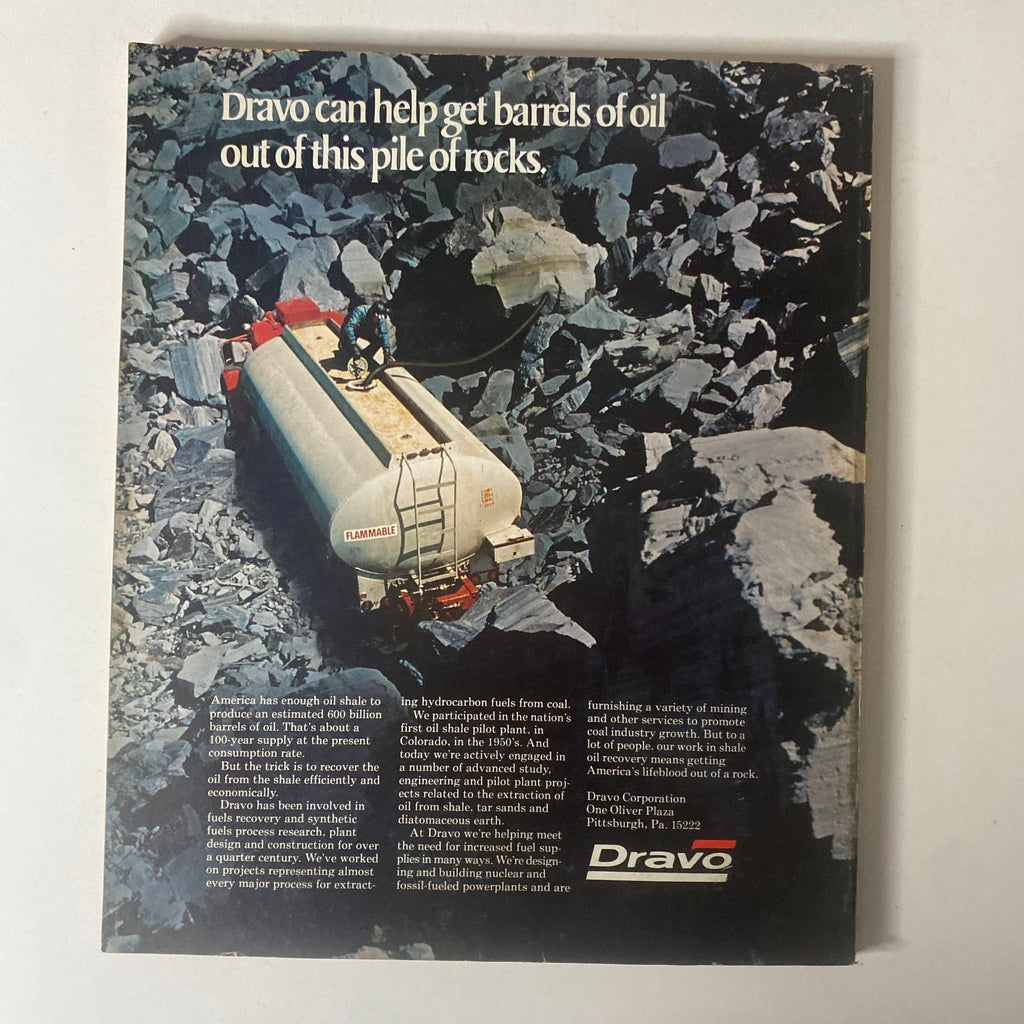 Dravo can help get barrels of oil
out of this pile of rocks.
FLAMMABLE
America has enough oil shale to
produce an estimated 600 billion
barrels of oil. That's about a
100-year supply at the present
consumption rate.
But the trick is to recover the
oil from the shale efficiently and
economically.
Dravo has been involved in
fuels recovery and synthetic
fuels process research, plant
design and construction for over
a quarter century. We've worked
on projects representing almost
every major process for extract-
ing hydrocarbon fuels from coal.
We participated in the nation's
first oil shale pilot plant, in
Colorado, in the 1950's. And
today we're actively engaged in
a number of advanced study,
engineering and pilot plant proj-
ects related to the extraction of
oil from shale, tar sands and
diatomaceous earth.
At Dravo we're helping meet
the need for increased fuel sup-
plies in many ways. We're design-
ing and building nuclear and
fossil-fueled powerplants and are
furnishing a variety of mining
and other services to promote
coal industry growth. But to a
lot of people, our work in shale
oil recovery means getting
America's lifeblood out of a rock.
Dravo Corporation
One Oliver Plaza
Pittsburgh, Pa. 15222
Dravo